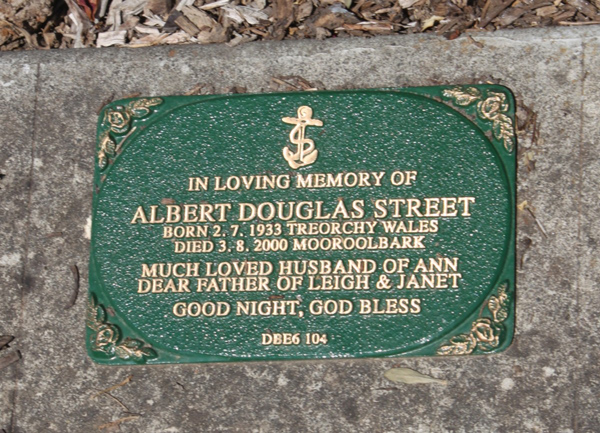 IN LOVING MEMORY OF
ALBERT DOUGLAS STREET
BORN 2. 7. 1933 TREORCHY WALES
DIED 3. 8. 2000 MOOROOLBARK
MUCH LOVED HUSBAND OF ANN
DEAR FATHER OF LEIGH & JANET
GOOD NIGHT, GOD BLESS
DBE6 104